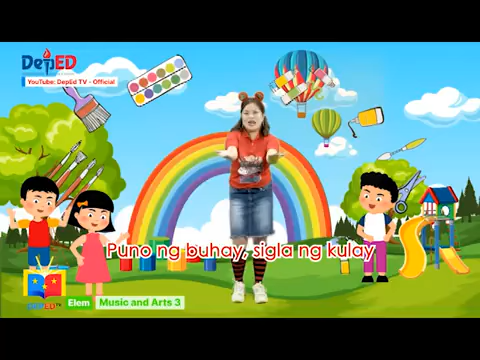 DepED
YouTube: DepEd TV - Official
Puno ng buhay, sigla ng kulay
DepEd TV
Elem Music and Arts 3